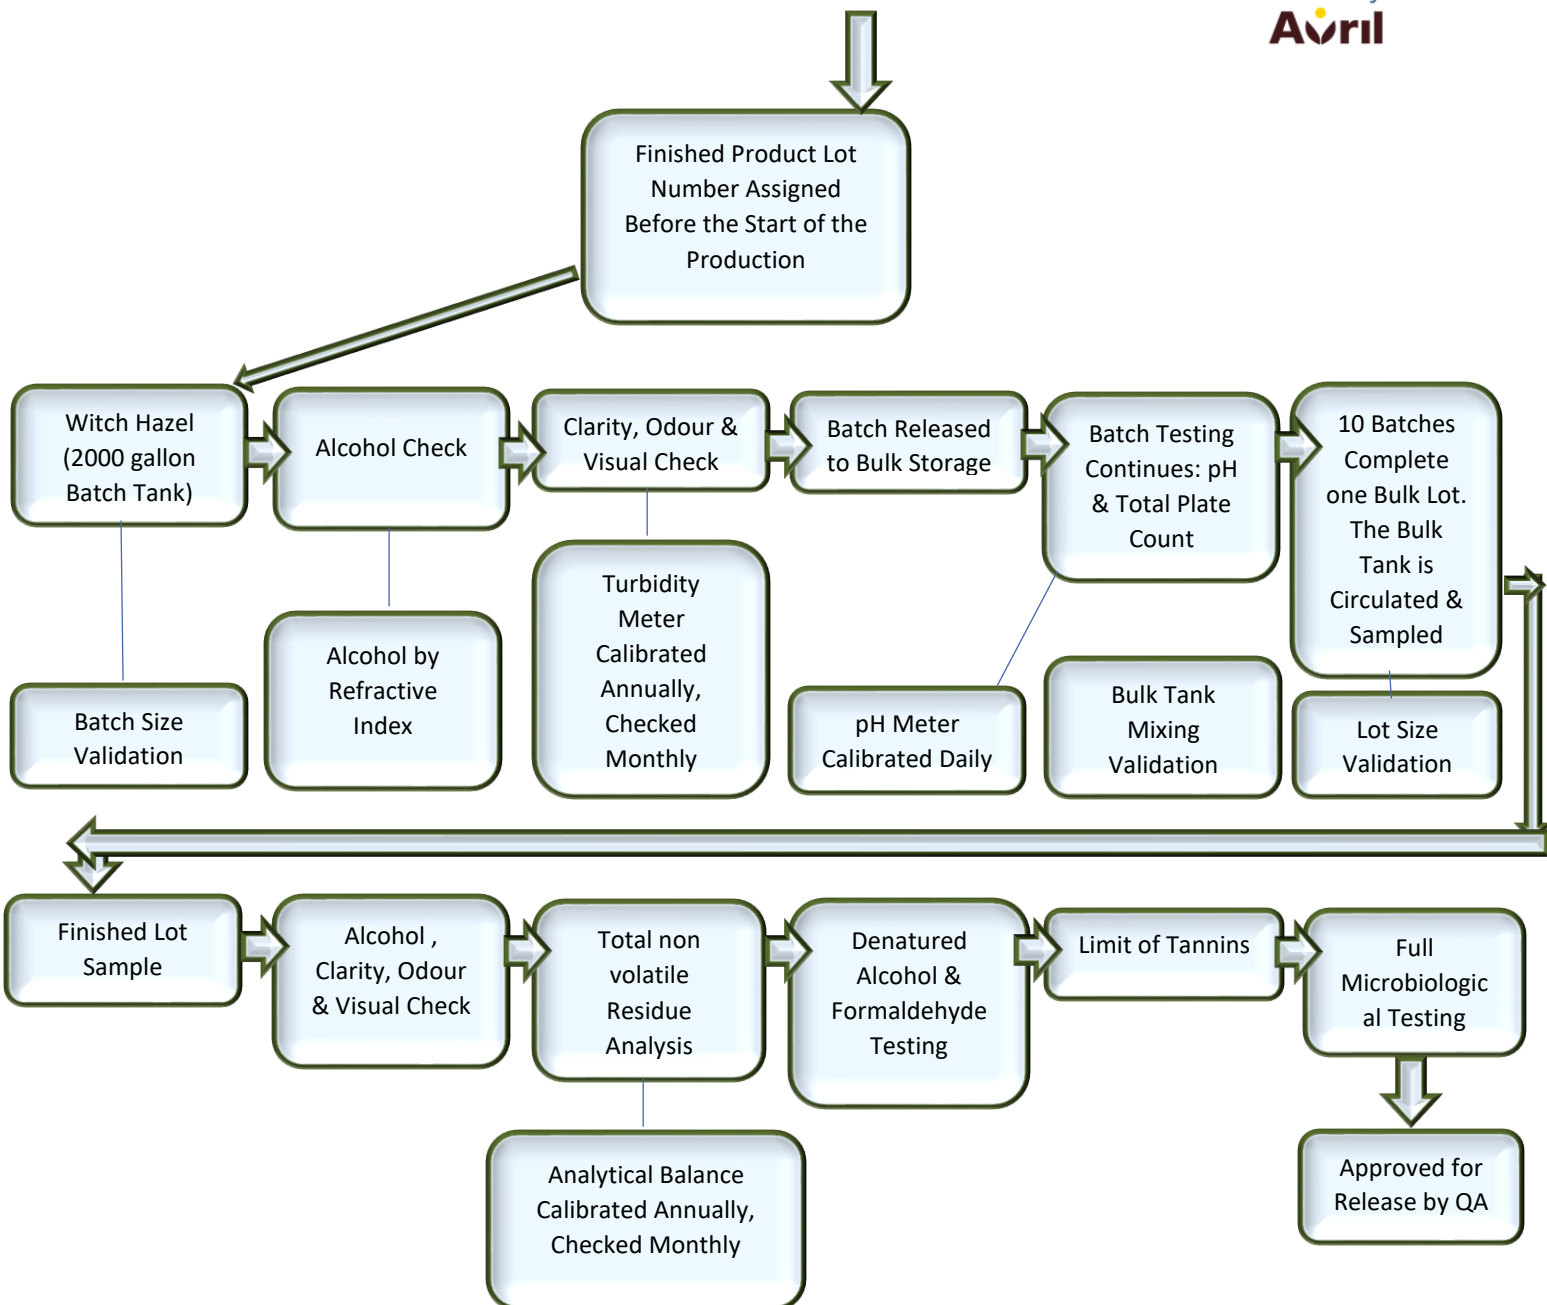 Avril
Finished Product Lot
Number Assigned
Before the Start of the
Production
Witch Hazel
(2000 gallon
Batch Tank)
Alcohol Check
Clarity, Odour &
Visual Check
Batch Released
to Bulk Storage
Batch Testing
Continues: pH
& Total Plate
Count
10 Batches
Complete
one Bulk Lot.
The Bulk
Tank is
Circulated &
Sampled
Batch Size
Validation
Alcohol by
Refractive
Index
Turbidity
Meter
Calibrated
Annually,
Checked
Monthly
pH Meter
Calibrated Daily
Bulk Tank
Mixing
Validation
Lot Size
Validation
Finished Lot
Sample
Alcohol ,
Clarity, Odour
& Visual Check
Total non
volatile
Residue
Analysis
Denatured
Alcohol &
Formaldehyde
Testing
Limit of Tannins
Full
Microbiologic
al Testing
Analytical Balance
Calibrated Annually,
Checked Monthly
Approved for
Release by QA